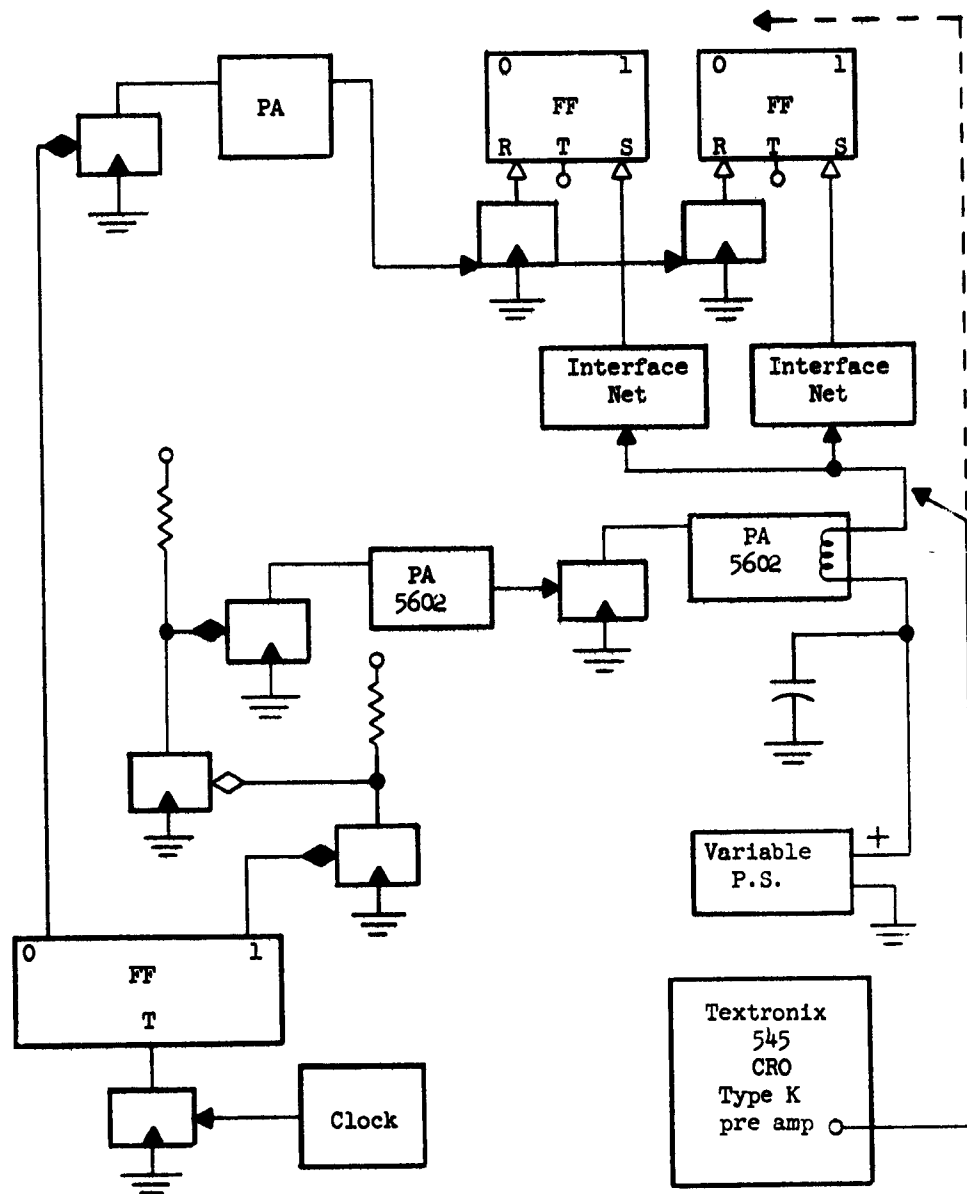 PA
0 1
FF
R T S
0 1
FF
R T S
Interface
Net
Interface
Net
PA
5602
PA
5602
+
Variable
P.S.
0 1
FF
T
Clock
Textronix
545
CRO
Type K
pre amp